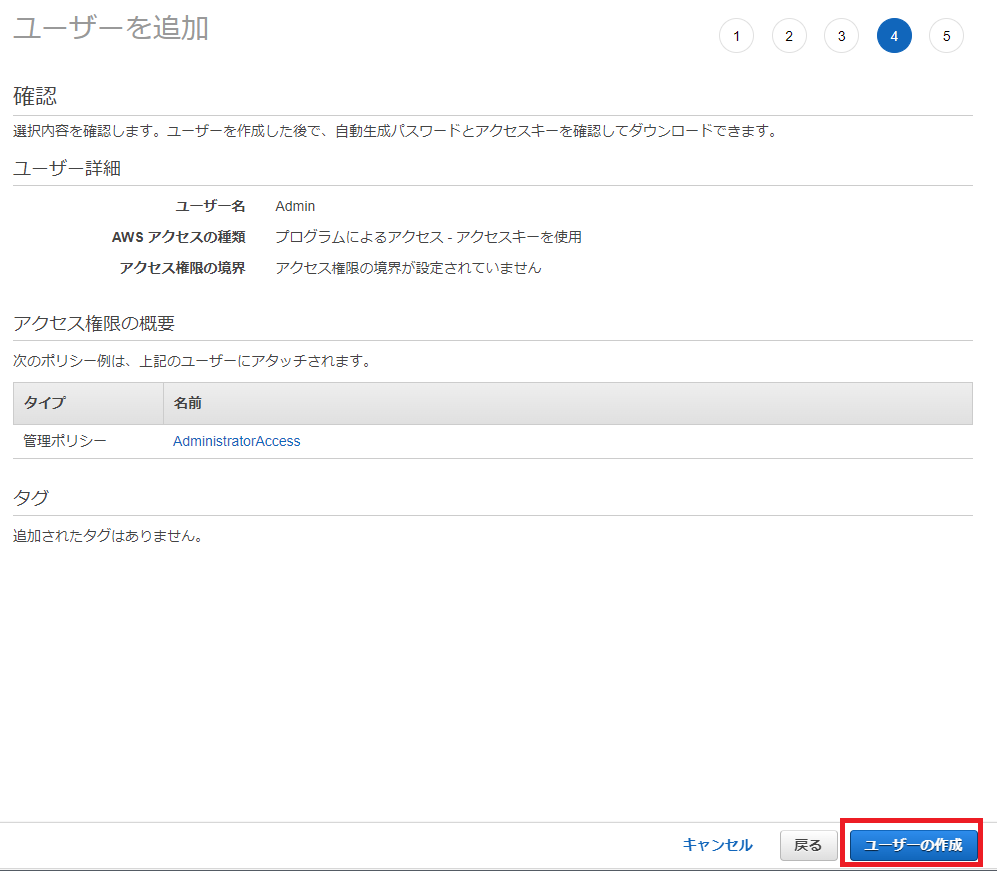 ユーザーを追加
1 2 3 4 5
確認
選択内容を確認します。ユーザーを作成した後で、自動生成パスワードとアクセスキーを確認してダウンロードできます。
ユーザー詳細
ユーザー名 Admin
AWS アクセスの種類 プログラムによるアクセス - アクセスキーを使用
アクセス権限の境界 アクセス権限の境界が設定されていません
アクセス権限の概要
次のポリシー例は、上記のユーザーにアタッチされます。
タイプ 名前
管理ポリシー AdministratorAccess
タグ
追加されたタグはありません。
キャンセル 戻る ユーザーの作成